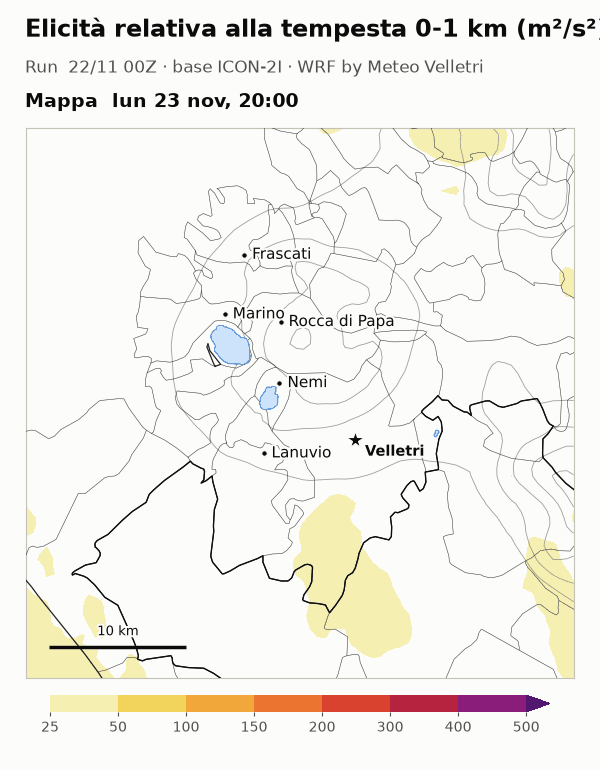 Elicità relativa alla tempesta 0-1 km (m²/s²)
Run 22/11 00Z · base ICON-2I · WRF by Meteo Velletri
Mappa lun 23 nov, 20:00
Frascati
Marino
Rocca di Papa
Nemi
Lanuvio
Velletri
10 km
25 50 100 150 200 300 400 500